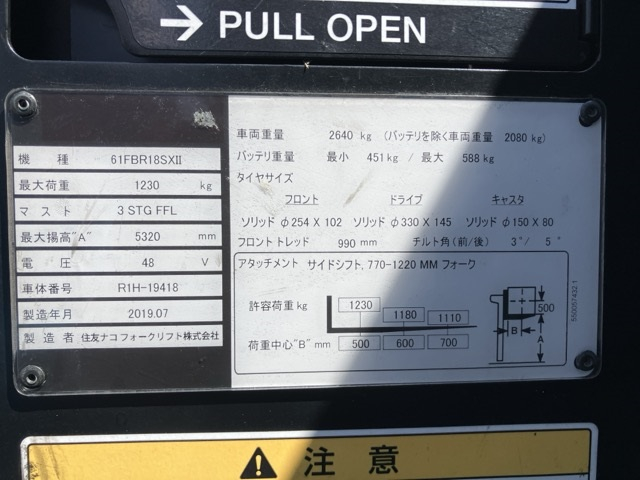 → PULL OPEN
機 種 61FBR18SXII
最大荷重 1230 kg
マスト 3 STG FFL
最大揚高"A" 5320 mm
電 圧 48 V
車体番号 R1H-19418
製造年月 2019.07
製造者 住友ナコフォークリフト株式会社
車両重量 2640 kg (バッテリを除く車両重量 2080 kg)
バッテリ重量 最小 451kg / 最大 588kg
タイヤサイズ
フロント ドライブ キャスタ
ソリッド φ254 X 102 ソリッド φ330 X 145 ソリッド φ150 X 80
フロントトレッド 990mm チルト角(前/後) 3°/ 5°
アタッチメント サイドシフト, 770-1220 MM フォーク
許容荷重 kg 1230 1180 1110
荷重中心"B" mm 500 600 700
500
B
A
550057432-1
注意